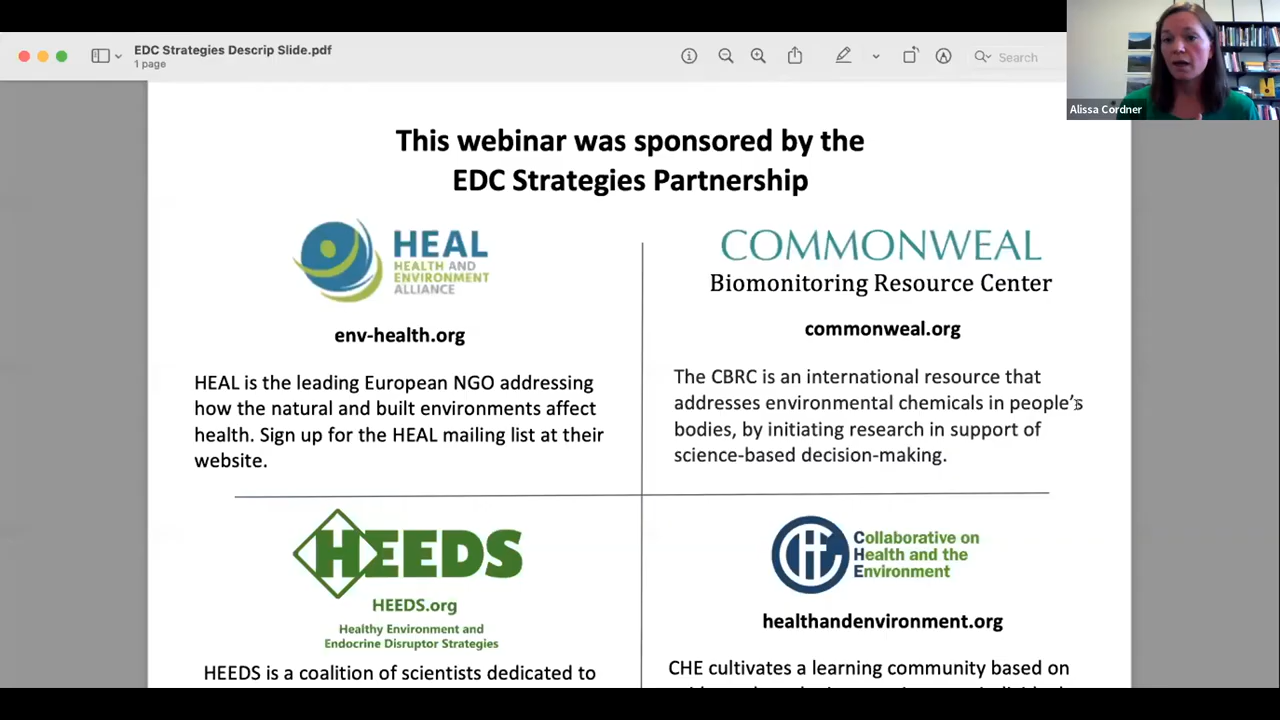 EDC Strategies Descrip Slide.pdf
1 page
Search
Alissa Cordner
This webinar was sponsored by the
EDC Strategies Partnership
HEAL
HEALTH AND
ENVIRONMENT
ALLIANCE
env-health.org
HEAL is the leading European NGO addressing
how the natural and built environments affect
health. Sign up for the HEAL mailing list at their
website.
COMMONWEAL
Biomonitoring Resource Center
commonweal.org
The CBRC is an international resource that
addresses environmental chemicals in people’s
bodies, by initiating research in support of
science-based decision-making.
HEEDS
HEEDS.org
Healthy Environment and
Endocrine Disruptor Strategies
HEEDS is a coalition of scientists dedicated to
CHE
Collaborative on
Health and the
Environment
healthandenvironment.org
CHE cultivates a learning community based on